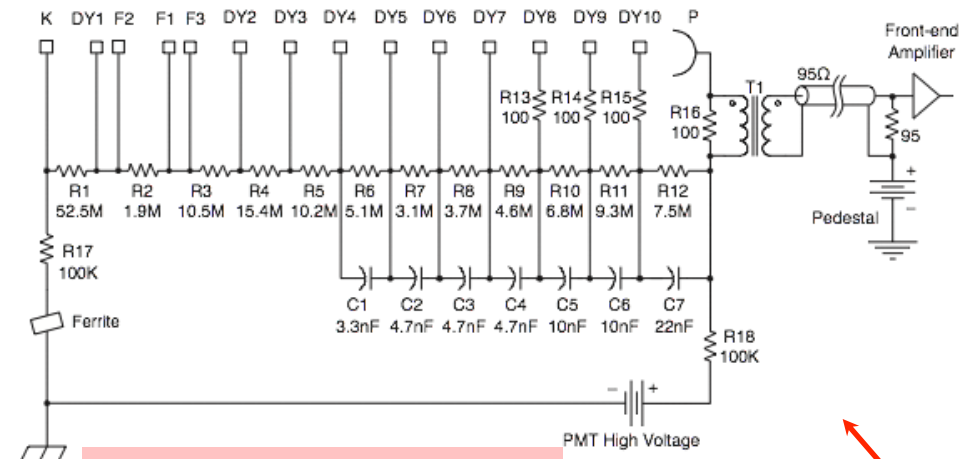 K DY1 F2 F1 F3 DY2 DY3 DY4 DY5 DY6 DY7 DY8 DY9 DY10 P
Front-end
Amplifier
T1
95Ω
R13
100
R14
100
R15
100
R16
100
95
R1
52.5M
R2
1.9M
R3
10.5M
R4
15.4M
R5
10.2M
R6
5.1M
R7
3.1M
R8
3.7M
R9
4.6M
R10
6.8M
R11
9.3M
R12
7.5M
+
−
Pedestal
R17
100K
Ferrite
C1
3.3nF
C2
4.7nF
C3
4.7nF
C4
4.7nF
C5
10nF
C6
10nF
C7
22nF
R18
100K
− +
PMT High Voltage